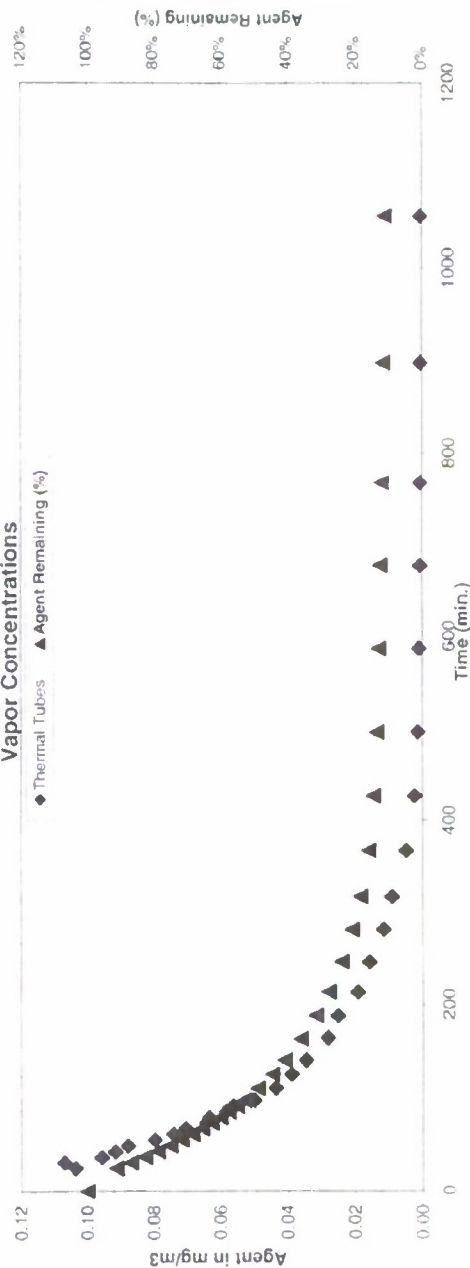 Vapor Concentrations
◆ Thermal Tubes ▲ Agent Remaining (%)
Agent in mg/m3
0.12
0.10
0.08
0.06
0.04
0.02
0.00
Agent Remaining (%)
120%
100%
80%
60%
40%
20%
0%
0 200 400 600 800 1000 1200
Time (min.)